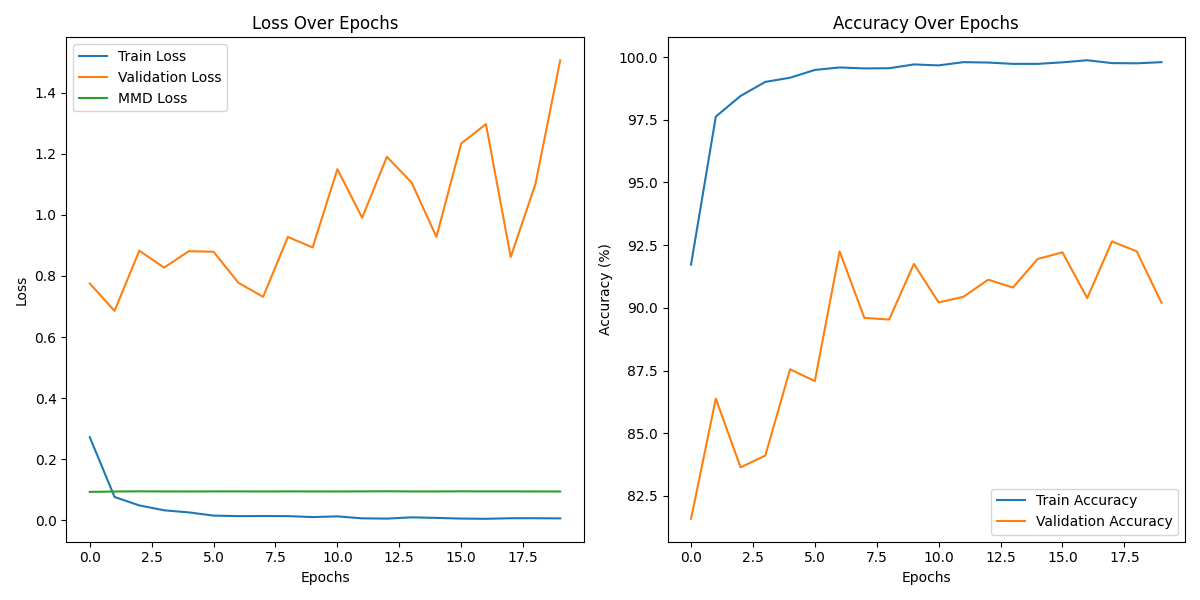 Loss Over Epochs
Train Loss
Validation Loss
MMD Loss
1.4
1.2
1.0
0.8
0.6
0.4
0.2
0.0
Loss
0.0 2.5 5.0 7.5 10.0 12.5 15.0 17.5
Epochs
Accuracy Over Epochs
100.0
97.5
95.0
92.5
90.0
87.5
85.0
82.5
Accuracy (%)
Train Accuracy
Validation Accuracy
0.0 2.5 5.0 7.5 10.0 12.5 15.0 17.5
Epochs